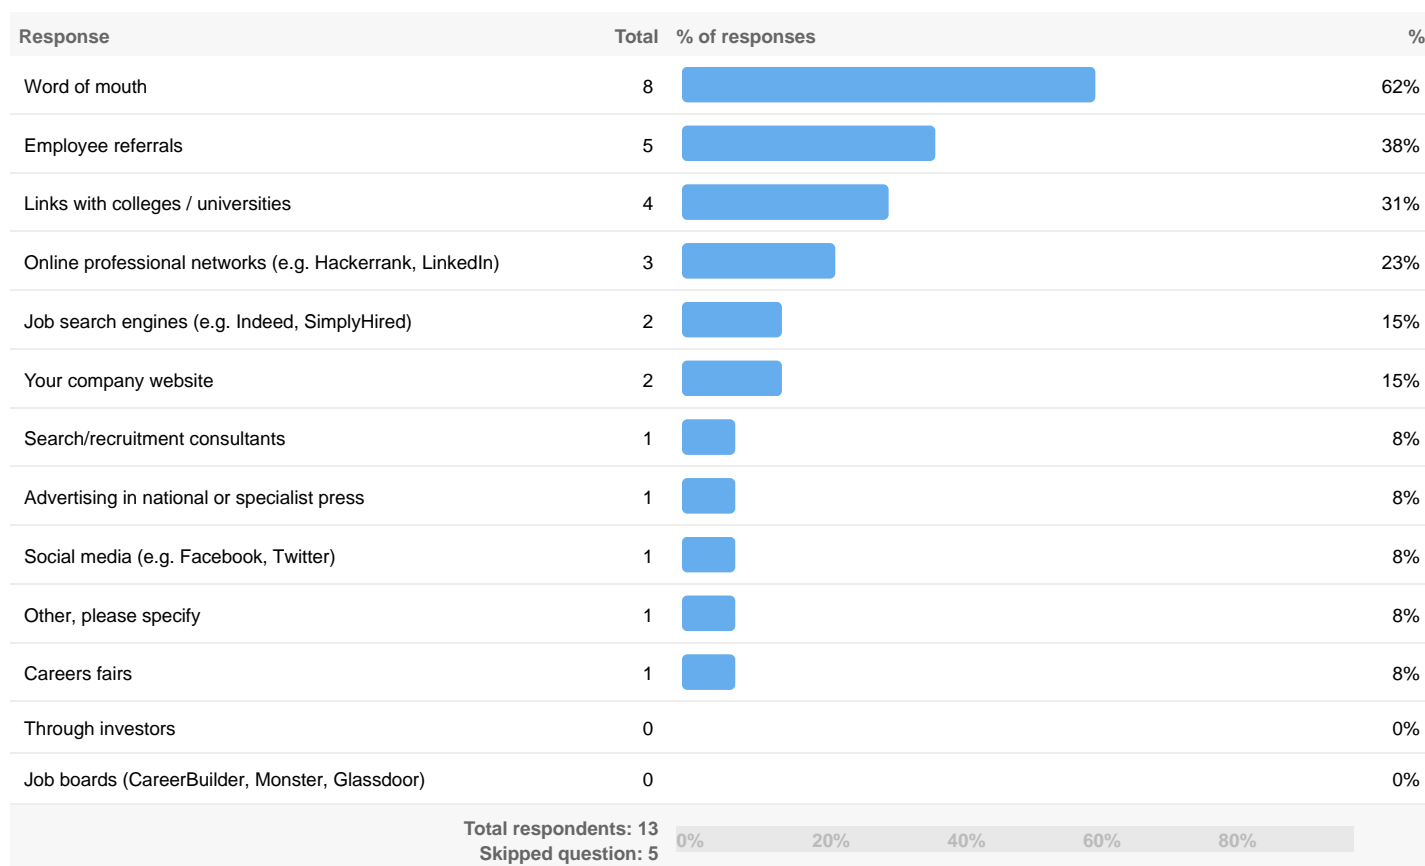 Response Total % of responses %
Word of mouth 8 62%
Employee referrals 5 38%
Links with colleges / universities 4 31%
Online professional networks (e.g. Hackerrank, LinkedIn) 3 23%
Job search engines (e.g. Indeed, SimplyHired) 2 15%
Your company website 2 15%
Search/recruitment consultants 1 8%
Advertising in national or specialist press 1 8%
Social media (e.g. Facebook, Twitter) 1 8%
Other, please specify 1 8%
Careers fairs 1 8%
Through investors 0 0%
Job boards (CareerBuilder, Monster, Glassdoor) 0 0%
Total respondents: 13
Skipped question: 5
0% 20% 40% 60% 80%